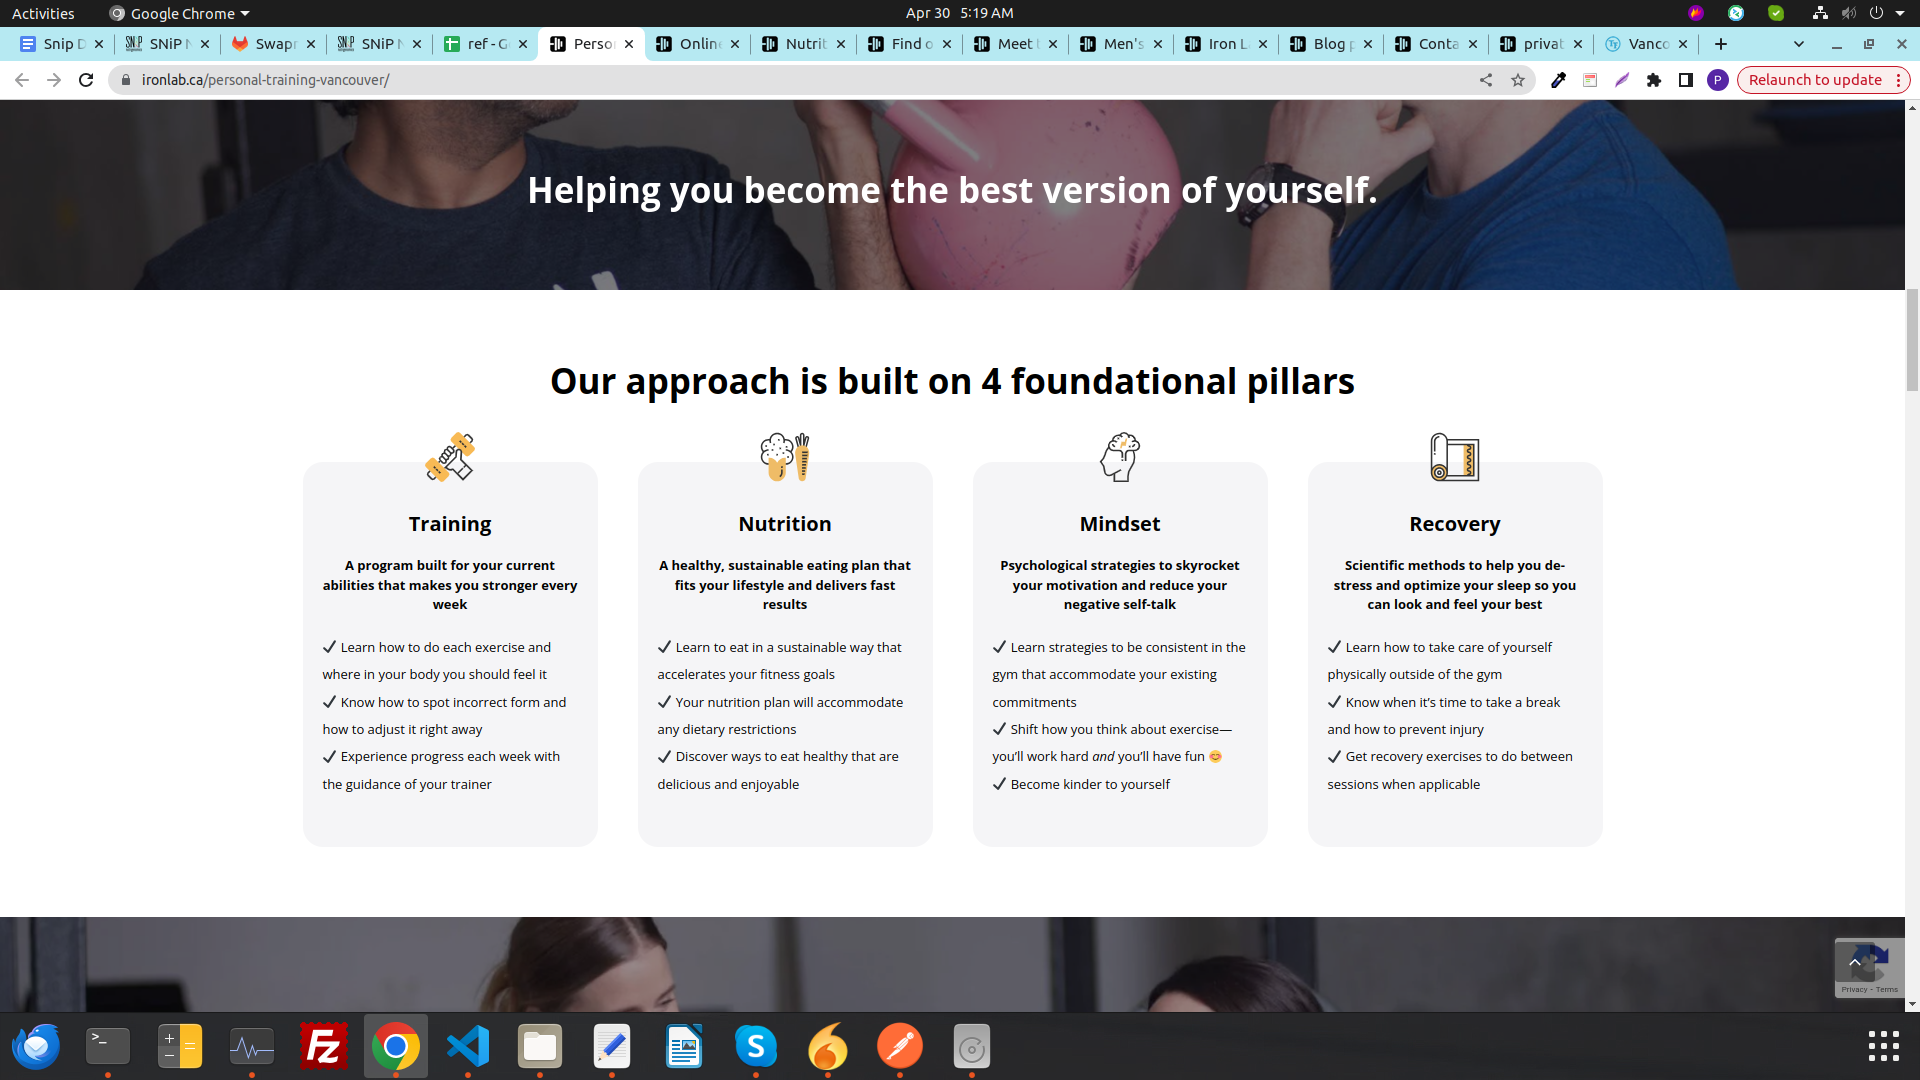 Activities
Google Chrome
Apr 30 5:19 AM
Snip D
SNiP N
Swapr
SNiP N
ref - G
Perso
Online
Nutrit
Find o
Meet t
Men's
Iron L
Blog p
Conta
privat
Vanco
ironlab.ca/personal-training-vancouver/
P
Relaunch to update
Helping you become the best version of yourself.
Our approach is built on 4 foundational pillars
Training
A program built for your current
abilities that makes you stronger every
week
✓ Learn how to do each exercise and
where in your body you should feel it
✓ Know how to spot incorrect form and
how to adjust it right away
✓ Experience progress each week with
the guidance of your trainer
Nutrition
A healthy, sustainable eating plan that
fits your lifestyle and delivers fast
results
✓ Learn to eat in a sustainable way that
accelerates your fitness goals
✓ Your nutrition plan will accommodate
any dietary restrictions
✓ Discover ways to eat healthy that are
delicious and enjoyable
Mindset
Psychological strategies to skyrocket
your motivation and reduce your
negative self-talk
✓ Learn strategies to be consistent in the
gym that accommodate your existing
commitments
✓ Shift how you think about exercise—
you'll work hard and you'll have fun 😊
✓ Become kinder to yourself
Recovery
Scientific methods to help you de-
stress and optimize your sleep so you
can look and feel your best
✓ Learn how to take care of yourself
physically outside of the gym
✓ Know when it's time to take a break
and how to prevent injury
✓ Get recovery exercises to do between
sessions when applicable
Privacy - Terms